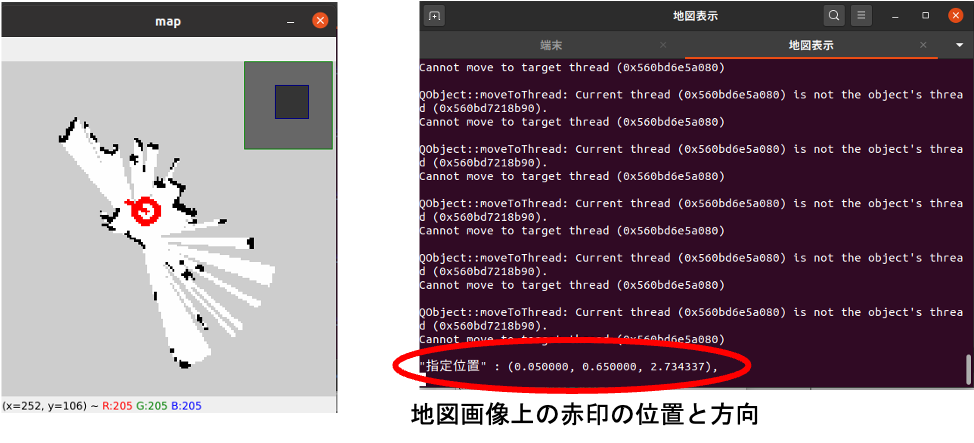 map
(x=252, y=106) ~ R:205 G:205 B:205
地図表示
端末
地図表示
Cannot move to target thread (0x560bd6e5a080)
QObject::moveToThread: Current thread (0x560bd6e5a080) is not the object's threa
d (0x560bd7218b90).
Cannot move to target thread (0x560bd6e5a080)
QObject::moveToThread: Current thread (0x560bd6e5a080) is not the object's threa
d (0x560bd7218b90).
Cannot move to target thread (0x560bd6e5a080)
QObject::moveToThread: Current thread (0x560bd6e5a080) is not the object's threa
d (0x560bd7218b90).
Cannot move to target thread (0x560bd6e5a080)
QObject::moveToThread: Current thread (0x560bd6e5a080) is not the object's threa
d (0x560bd7218b90).
Cannot move to target thread (0x560bd6e5a080)
QObject::moveToThread: Current thread (0x560bd6e5a080) is not the object's threa
d (0x560bd7218b90).
Cannot move to target thread (0x560bd6e5a080)
"指定位置" : (0.050000, 0.650000, 2.734337),
地図画像上の赤印の位置と方向